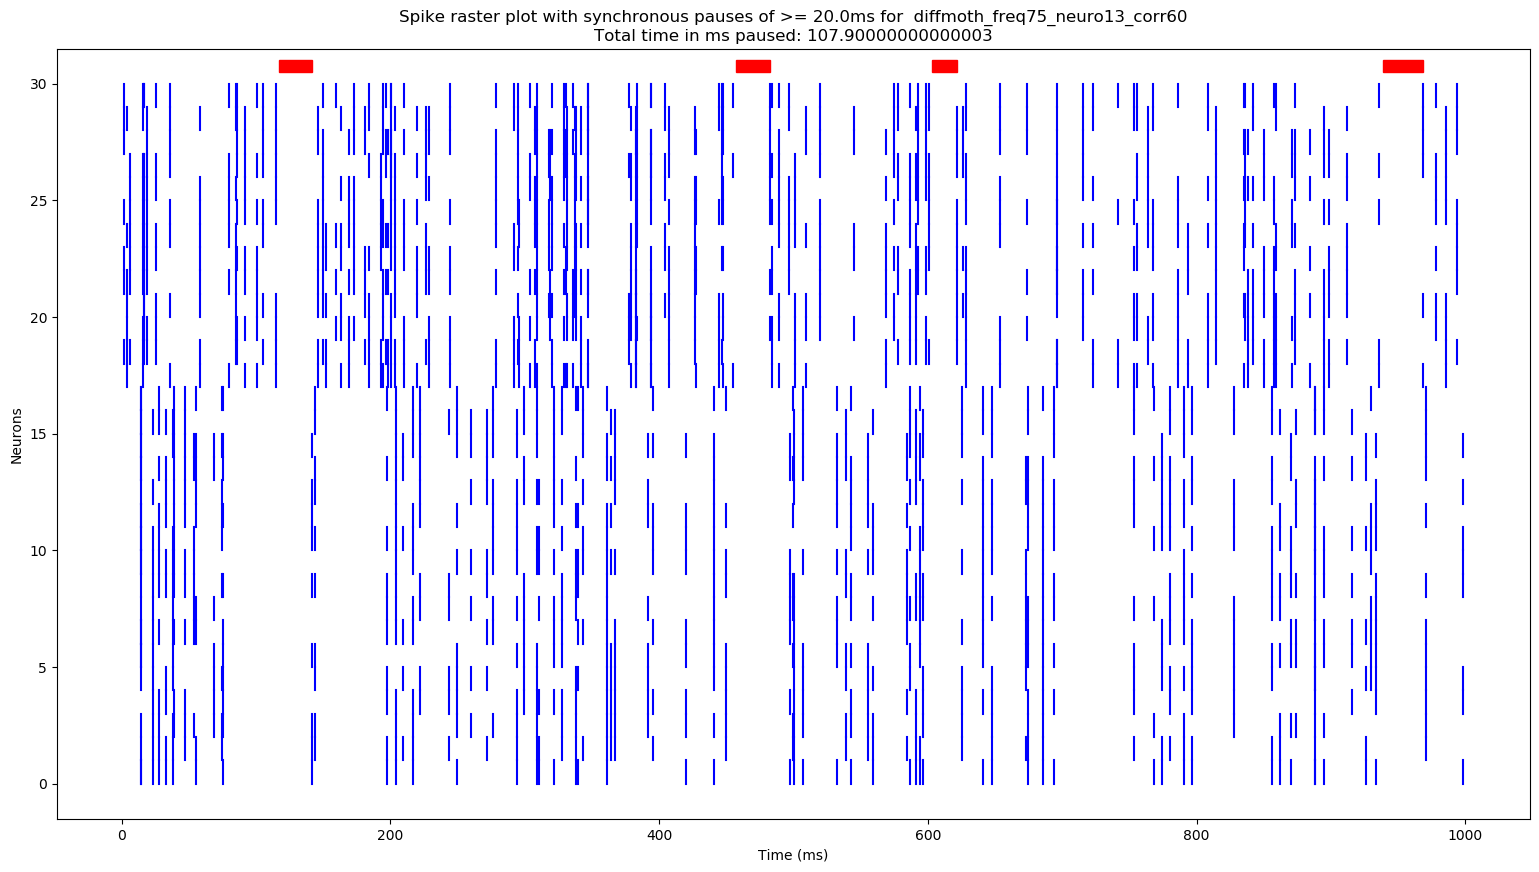 Spike raster plot with synchronous pauses of >= 20.0ms for  diffmoth_freq75_neuro13_corr60
Total time in ms paused: 107.90000000000003
30
25
20
15
10
5
0
Neurons
0 200 400 600 800 1000
Time (ms)